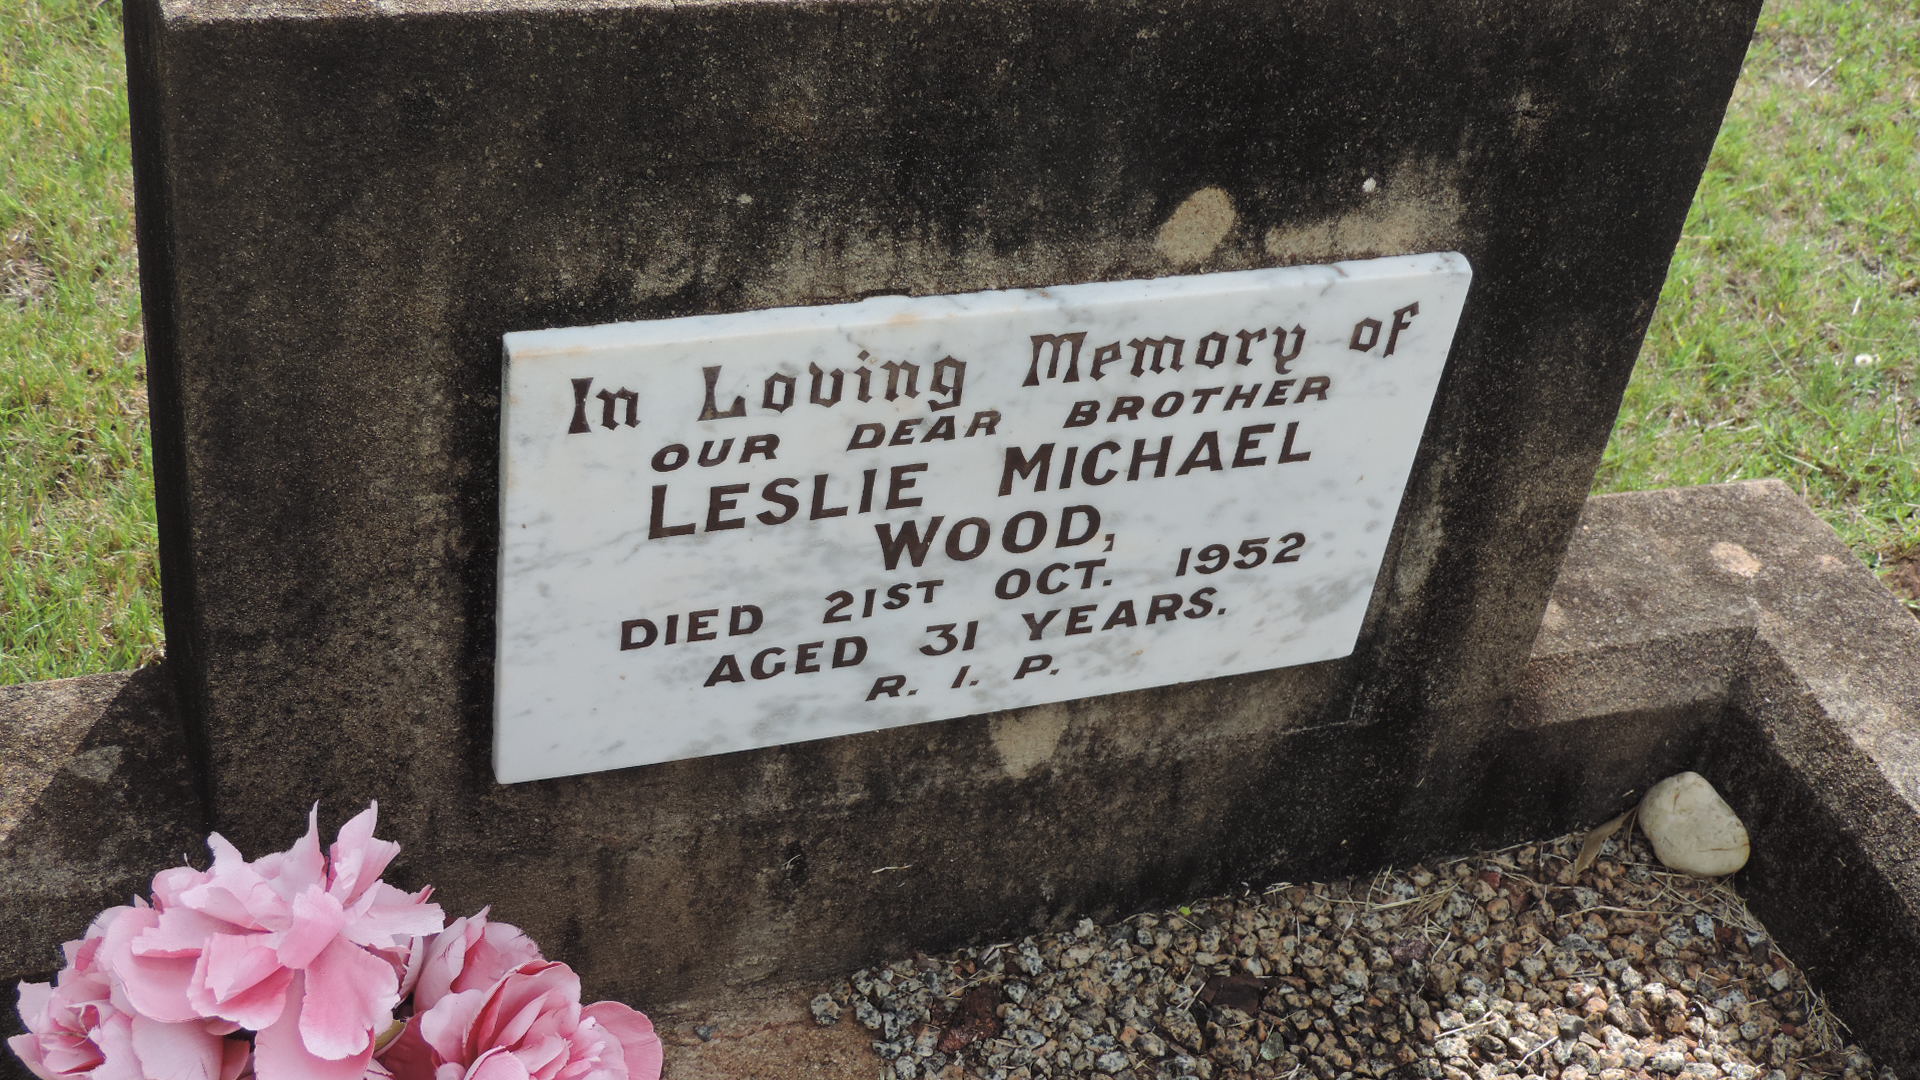 In Loving Memory of
OUR DEAR BROTHER
LESLIE MICHAEL
WOOD,
DIED 21ST OCT. 1952
AGED 31 YEARS.
R. I. P.